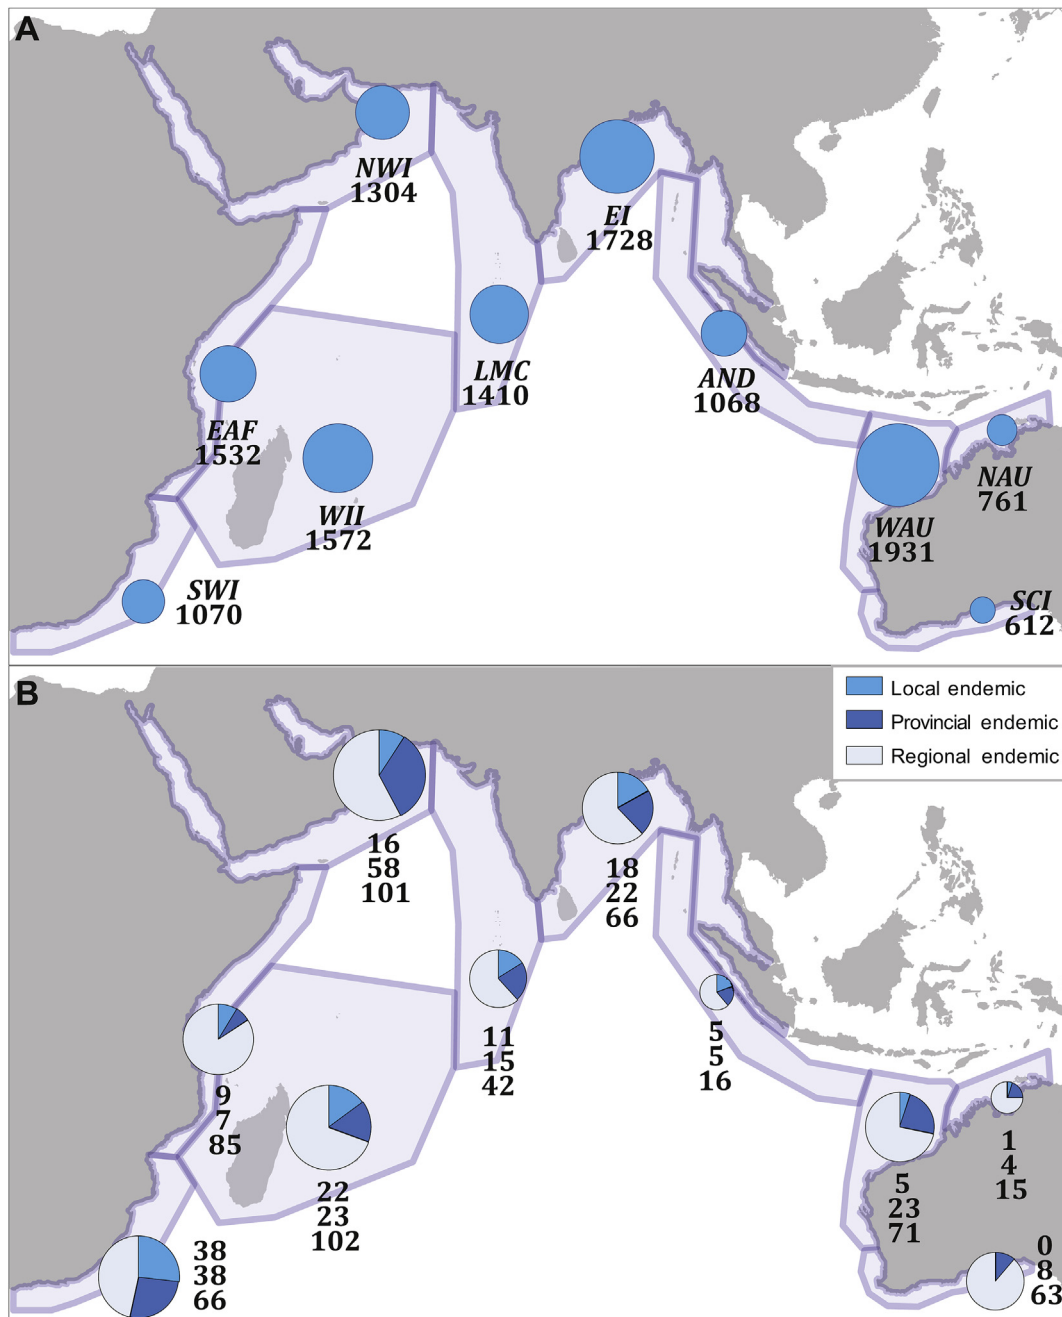 A
NWI
1304
EI
1728
LMC
1410
AND
1068
EAF
1532
WII
1572
NAU
761
WAU
1931
SWI
1070
SCI
612
B
Local endemic
Provincial endemic
Regional endemic
16
58
101
18
22
66
11
15
42
5
5
16
9
7
85
22
23
102
1
4
15
5
23
71
38
38
66
0
8
63